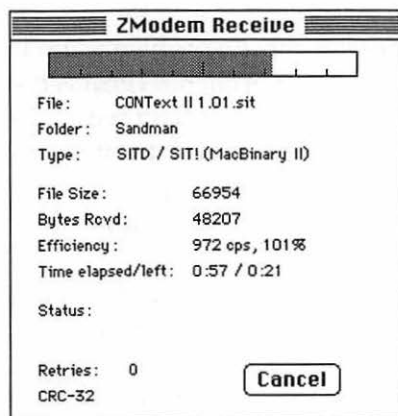 ZModem Receive
File: CONText II 1.01.sit
Folder: Sandman
Type: SITD / SIT! (MacBinary II)
File Size: 66954
Bytes Rcvd: 48207
Efficiency: 972 cps, 101%
Time elapsed/left: 0:57 / 0:21
Status:
Retries: 0
CRC-32
Cancel